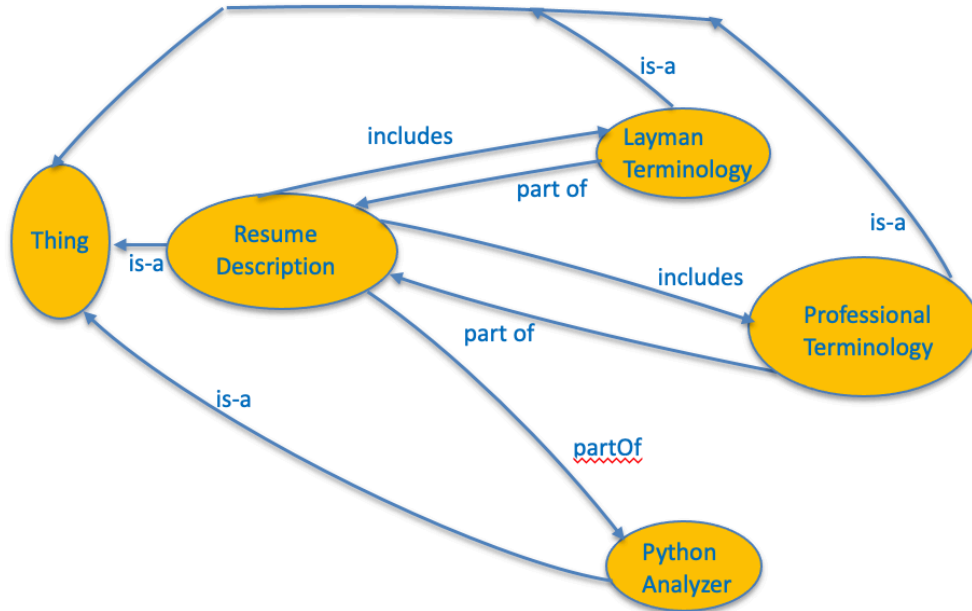 is-a
includes
Layman
Terminology
part of
Thing
is-a
Resume
Description
is-a
includes
Professional
Terminology
part of
is-a
partOf
Python
Analyzer